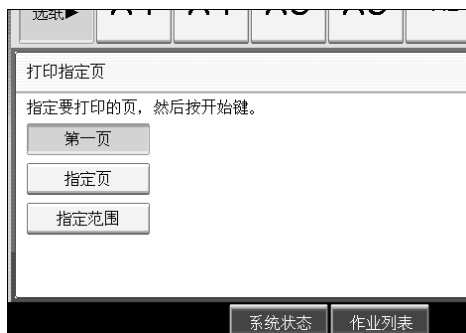 选纸▶
打印指定页
指定要打印的页，然后按开始键。
第一页
指定页
指定范围
系统状态 作业列表